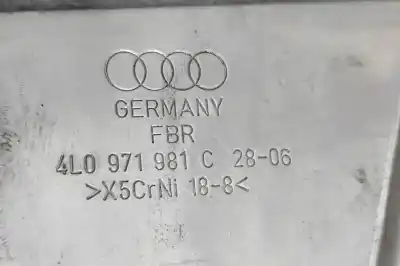 GERMANY
FBR
4L0 971 981 C 28-06
>X5CrNi 18-8<